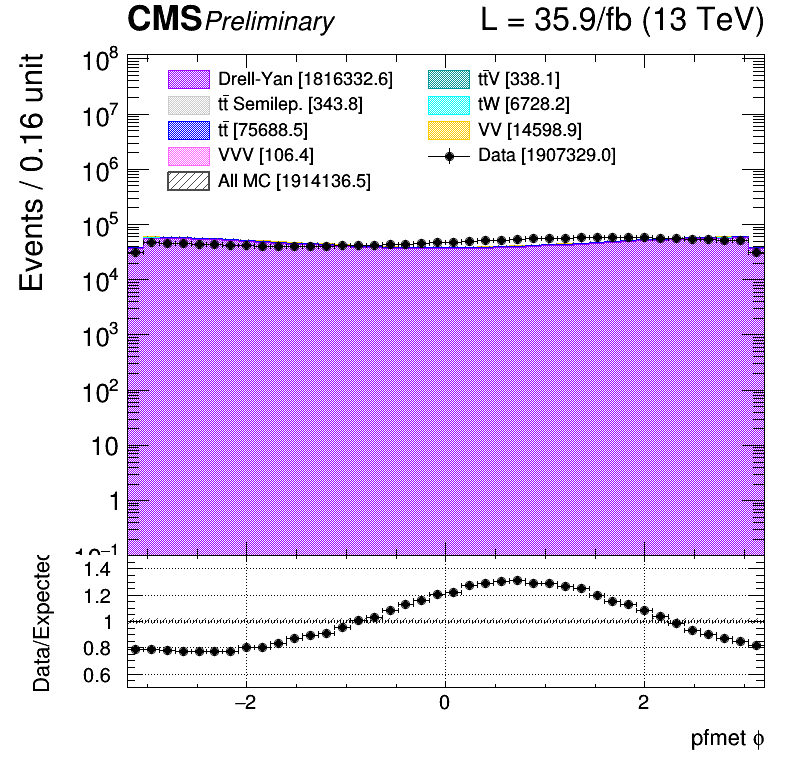 CMS Preliminary L = 35.9/fb (13 TeV)
Events / 0.16 unit
10⁸
10⁷
10⁶
10⁵
10⁴
10³
10²
10
1
10⁻¹
Drell-Yan [1816332.6]
tt̄ Semilep. [343.8]
tt̄ [75688.5]
VVV [106.4]
All MC [1914136.5]
tt̄V [338.1]
tW [6728.2]
VV [14598.9]
Data [1907329.0]
Data/Expected
1.4
1.2
1
0.8
0.6
−2 0 2
pfmet ϕ